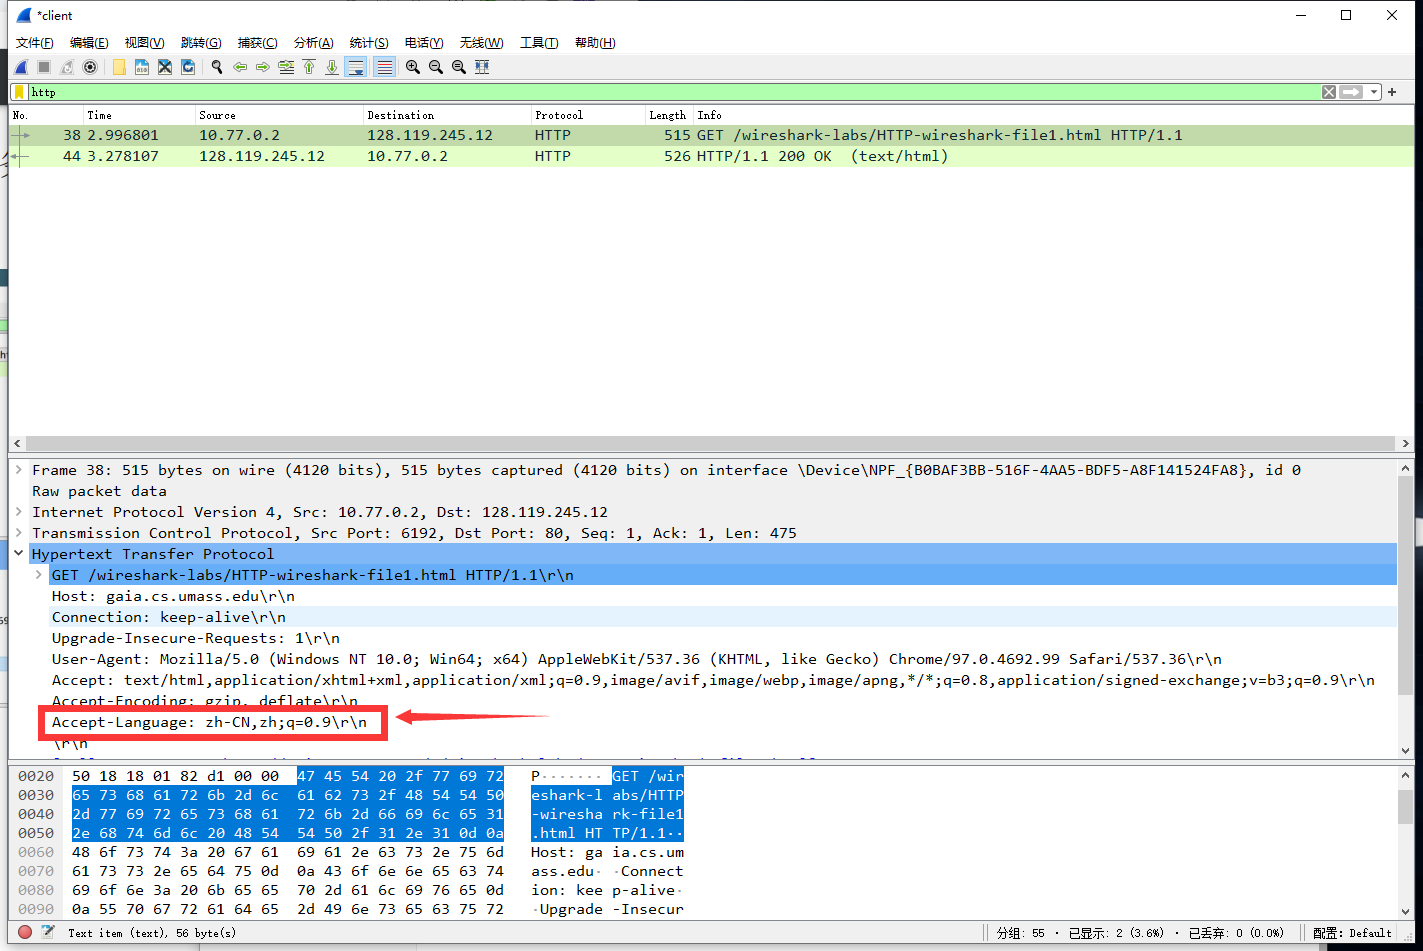 *client
文件(F) 编辑(E) 视图(V) 跳转(G) 捕获(C) 分析(A) 统计(S) 电话(Y) 无线(W) 工具(T) 帮助(H)
http
No. Time Source Destination Protocol Length Info
38 2.996801 10.77.0.2 128.119.245.12 HTTP 515 GET /wireshark-labs/HTTP-wireshark-file1.html HTTP/1.1
44 3.278107 128.119.245.12 10.77.0.2 HTTP 526 HTTP/1.1 200 OK (text/html)
Frame 38: 515 bytes on wire (4120 bits), 515 bytes captured (4120 bits) on interface \Device\NPF_{B0BAF3BB-516F-4AA5-BDF5-A8F141524FA8}, id 0
Raw packet data
Internet Protocol Version 4, Src: 10.77.0.2, Dst: 128.119.245.12
Transmission Control Protocol, Src Port: 6192, Dst Port: 80, Seq: 1, Ack: 1, Len: 475
Hypertext Transfer Protocol
GET /wireshark-labs/HTTP-wireshark-file1.html HTTP/1.1\r\n
Host: gaia.cs.umass.edu\r\n
Connection: keep-alive\r\n
Upgrade-Insecure-Requests: 1\r\n
User-Agent: Mozilla/5.0 (Windows NT 10.0; Win64; x64) AppleWebKit/537.36 (KHTML, like Gecko) Chrome/97.0.4692.99 Safari/537.36\r\n
Accept: text/html,application/xhtml+xml,application/xml;q=0.9,image/avif,image/webp,image/apng,*/*;q=0.8,application/signed-exchange;v=b3;q=0.9\r\n
Accept-Encoding: gzip, deflate\r\n
Accept-Language: zh-CN,zh;q=0.9\r\n
\r\n
0020 50 18 18 01 82 d1 00 00 47 45 54 20 2f 77 69 72 P······· GET /wir
0030 65 73 68 61 72 6b 2d 6c 61 62 73 2f 48 54 54 50 eshark-l abs/HTTP
0040 2d 77 69 72 65 73 68 61 72 6b 2d 66 69 6c 65 31 -wiresha rk-file1
0050 2e 68 74 6d 6c 20 48 54 54 50 2f 31 2e 31 0d 0a .html HT TP/1.1··
0060 48 6f 73 74 3a 20 67 61 69 61 2e 63 73 2e 75 6d Host: ga ia.cs.um
0070 61 73 73 2e 65 64 75 0d 0a 43 6f 6e 6e 65 63 74 ass.edu· ·Connect
0080 69 6f 6e 3a 20 6b 65 65 70 2d 61 6c 69 76 65 0d ion: kee p-alive·
0090 0a 55 70 67 72 61 64 65 2d 49 6e 73 65 63 75 72 ·Upgrade -Insecur
Text item (text), 56 byte(s) 分组: 55 · 已显示: 2 (3.6%) · 已丢弃: 0 (0.0%) 配置: Default